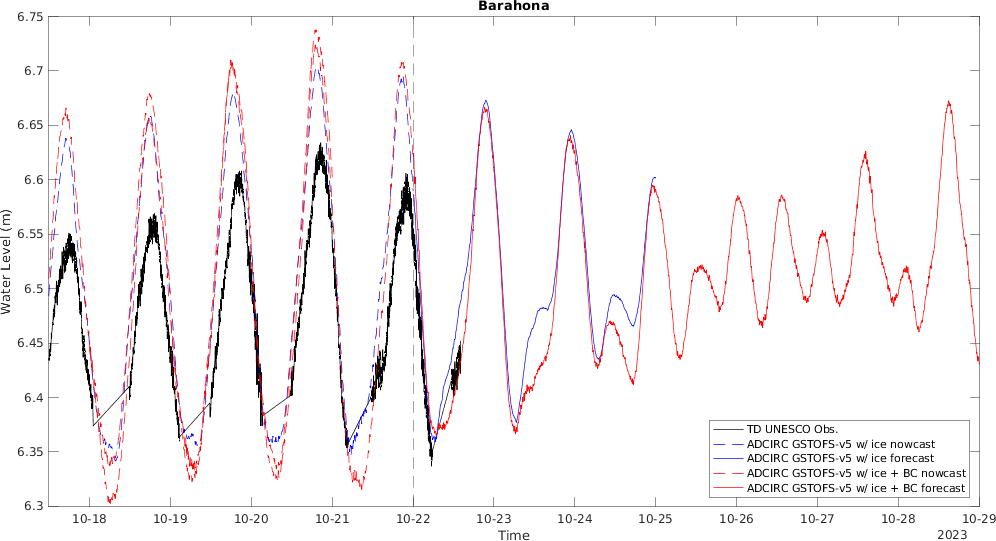 Barahona
6.75
6.7
6.65
6.6
6.55
6.5
6.45
6.4
6.35
6.3
Water Level (m)
10-18 10-19 10-20 10-21 10-22 10-23 10-24 10-25 10-26 10-27 10-28 10-29
Time
2023
TD UNESCO Obs.
ADCIRC GSTOFS-v5 w/ ice nowcast
ADCIRC GSTOFS-v5 w/ ice forecast
ADCIRC GSTOFS-v5 w/ ice + BC nowcast
ADCIRC GSTOFS-v5 w/ ice + BC forecast